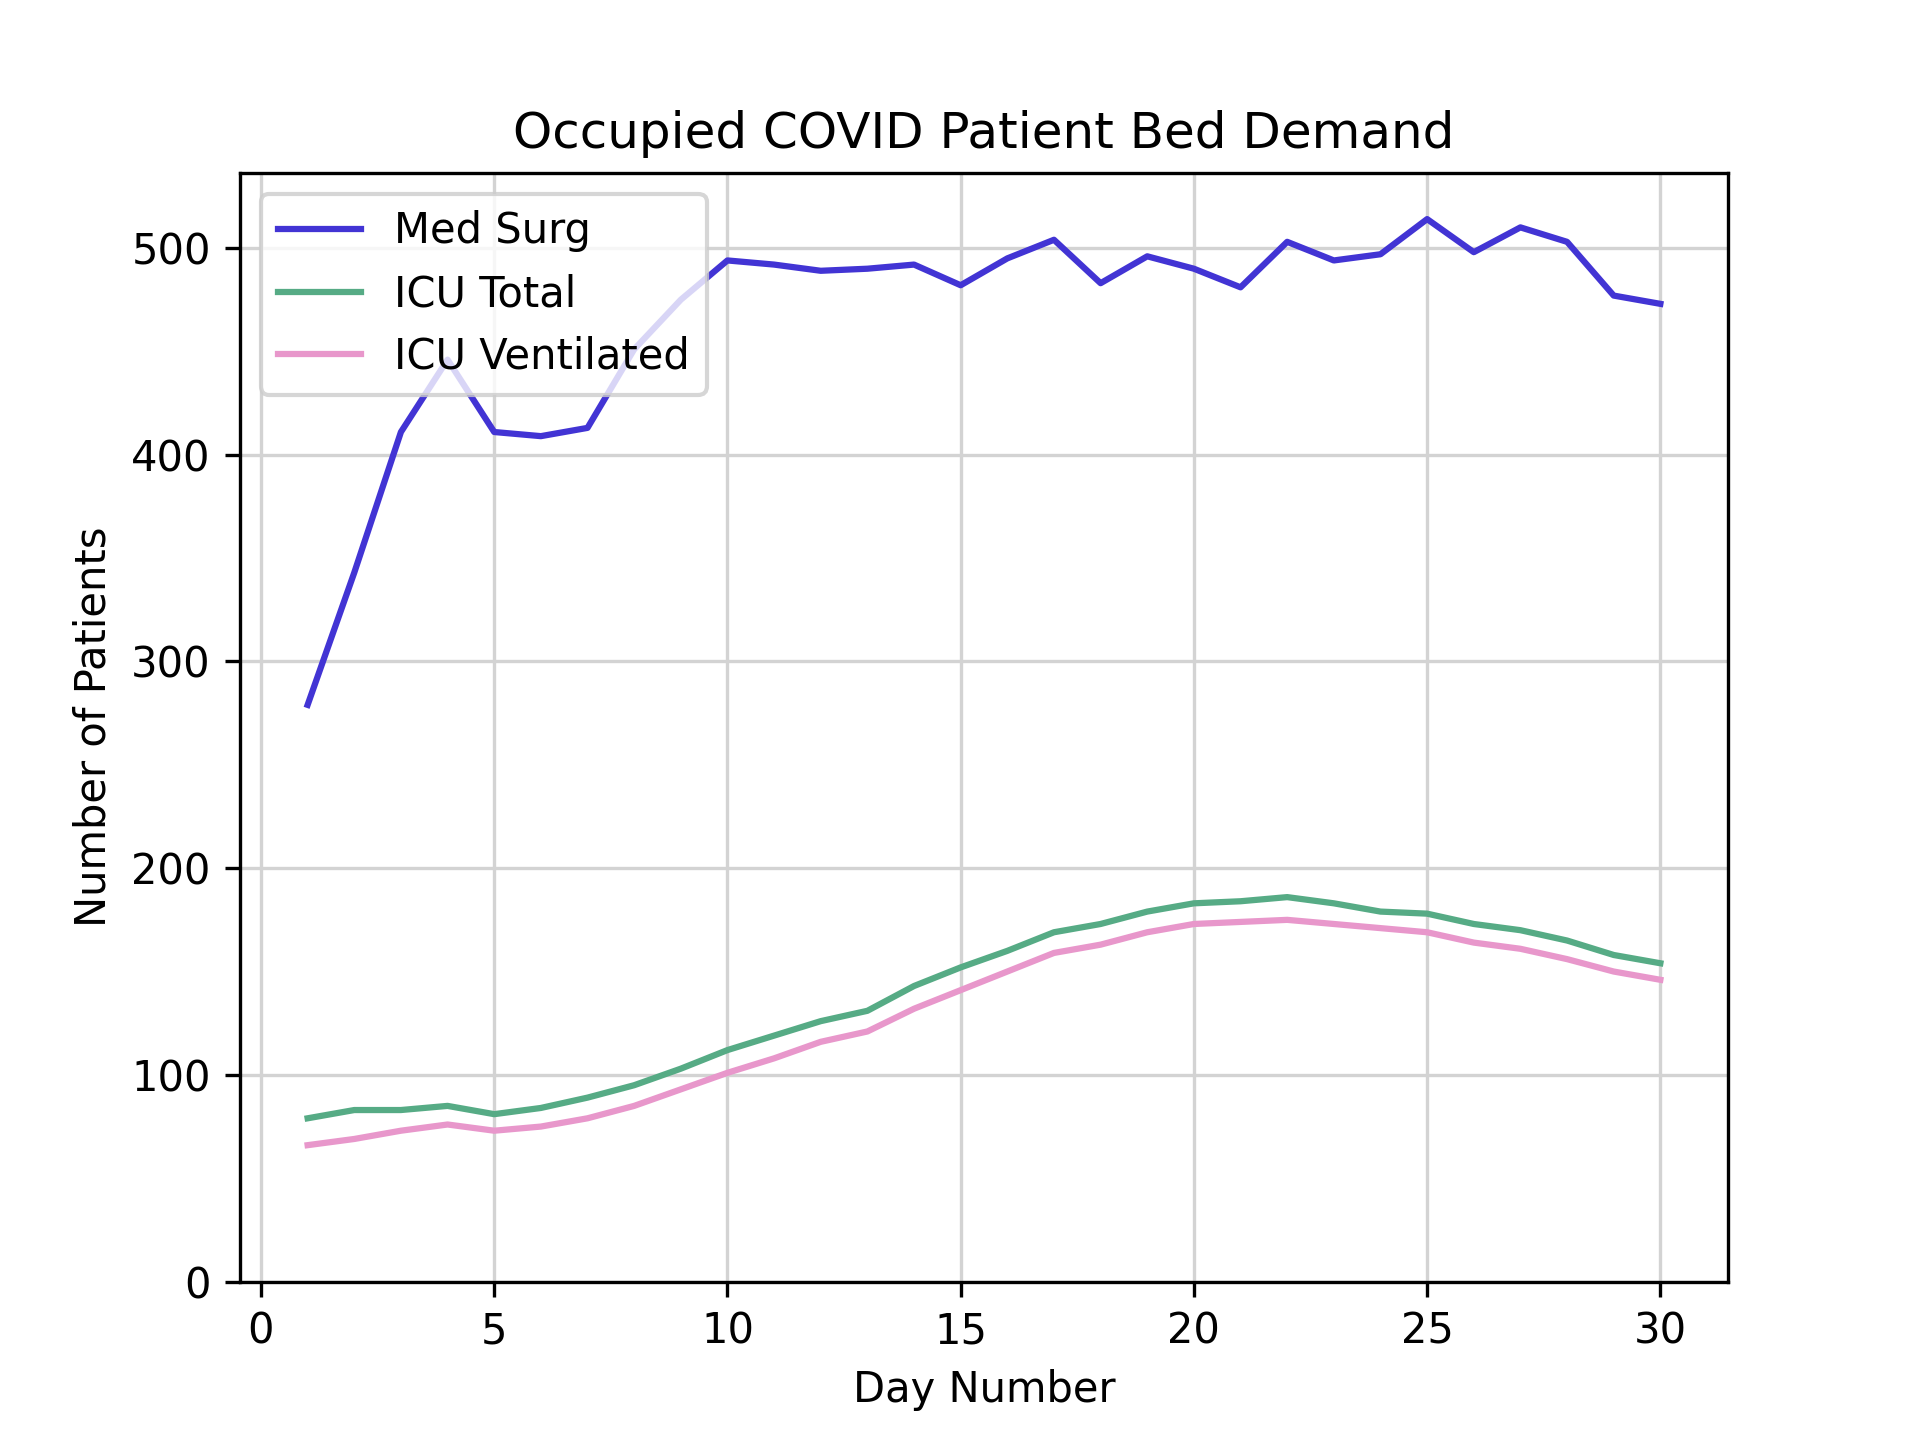 Occupied COVID Patient Bed Demand
Med Surg
ICU Total
ICU Ventilated
500
400
300
200
100
0
Number of Patients
0 5 10 15 20 25 30
Day Number